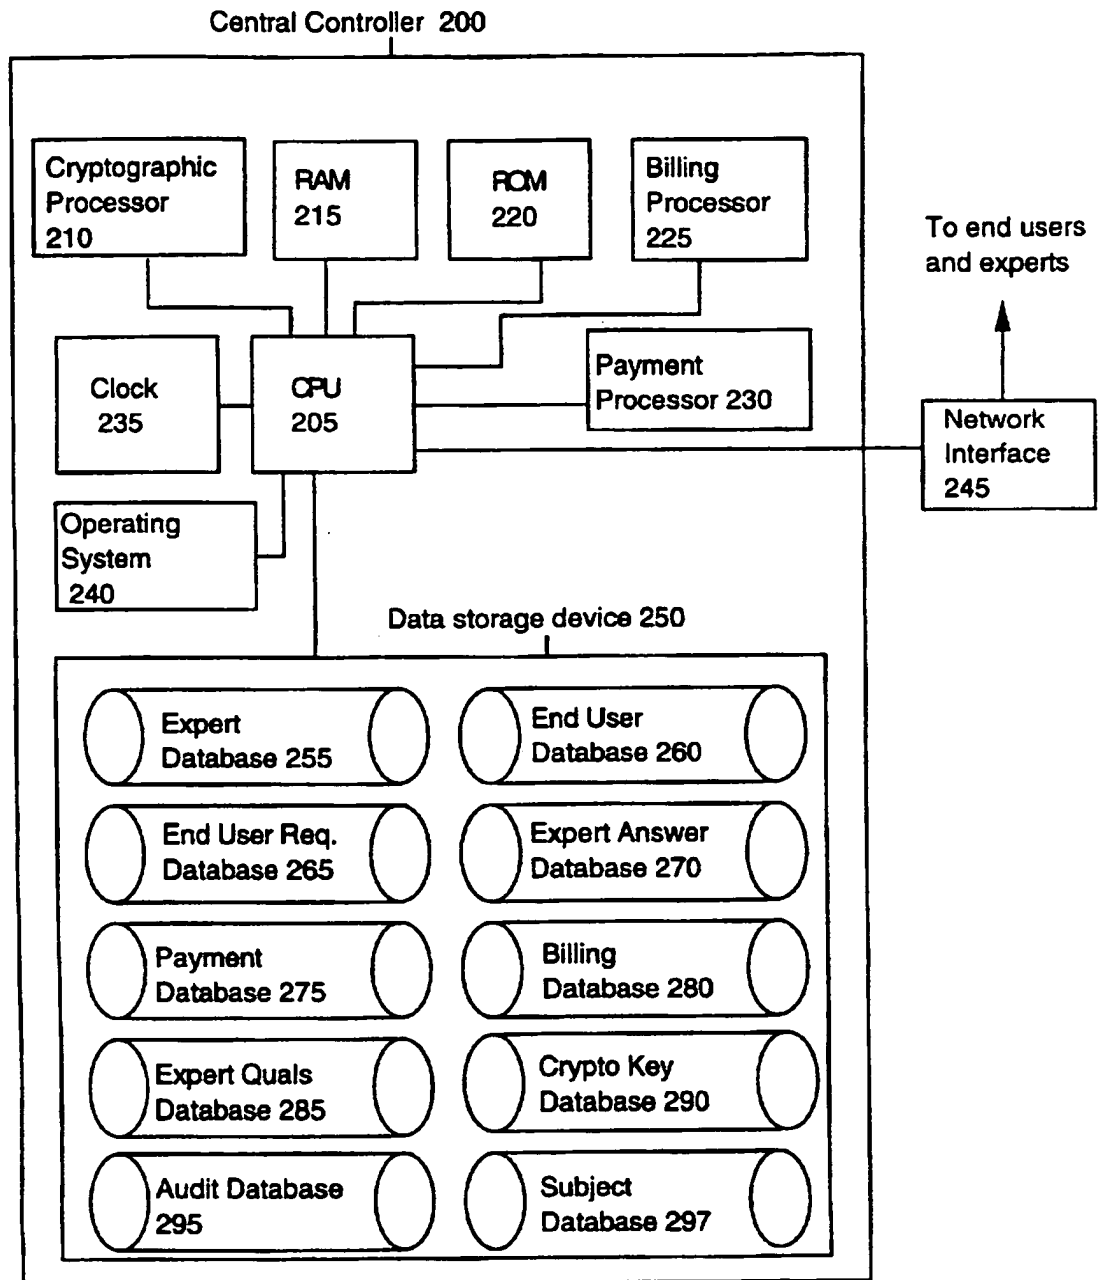 Central Controller 200
Cryptographic
Processor
210
RAM
215
ROM
220
Billing
Processor
225
To end users
and experts
Clock
235
CPU
205
Payment
Processor 230
Network
Interface
245
Operating
System
240
Data storage device 250
Expert
Database 255
End User
Database 260
End User Req.
Database 265
Expert Answer
Database 270
Payment
Database 275
Billing
Database 280
Expert Quals
Database 285
Crypto Key
Database 290
Audit Database
295
Subject
Database 297